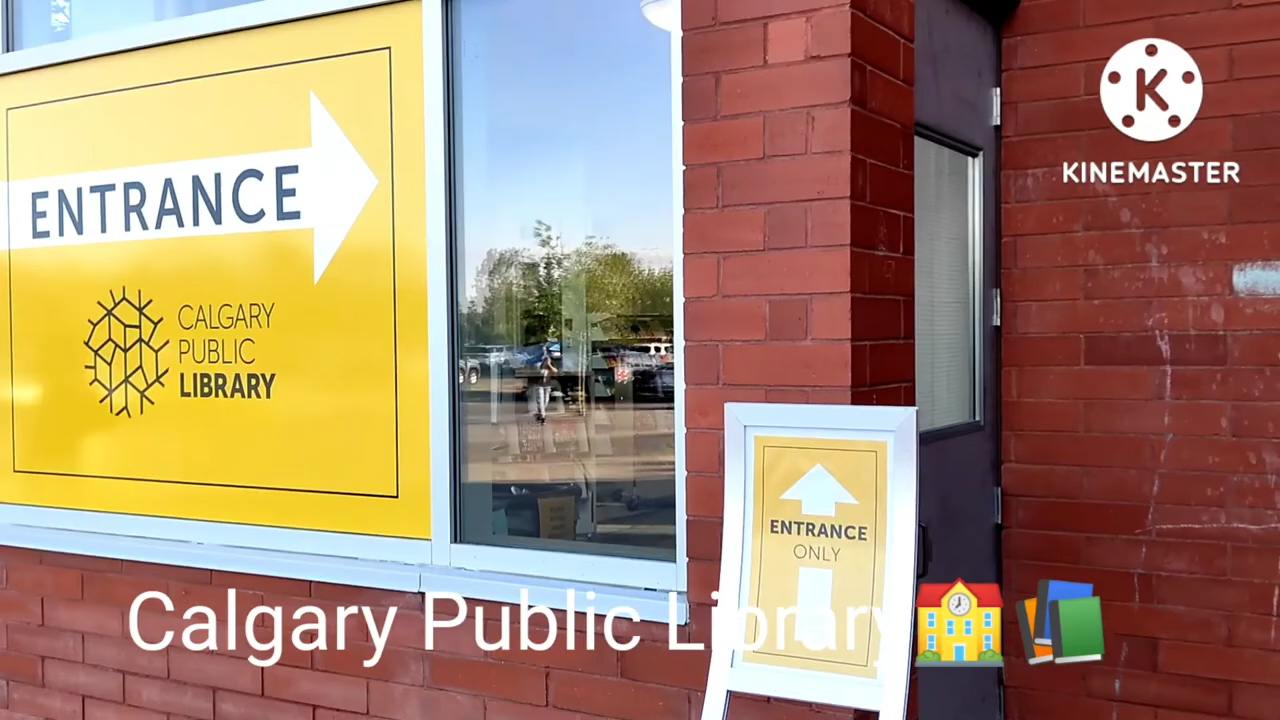 ENTRANCE
CALGARY
PUBLIC
LIBRARY
KINEMASTER
ENTRANCE
ONLY
Calgary Public Library🏫📚